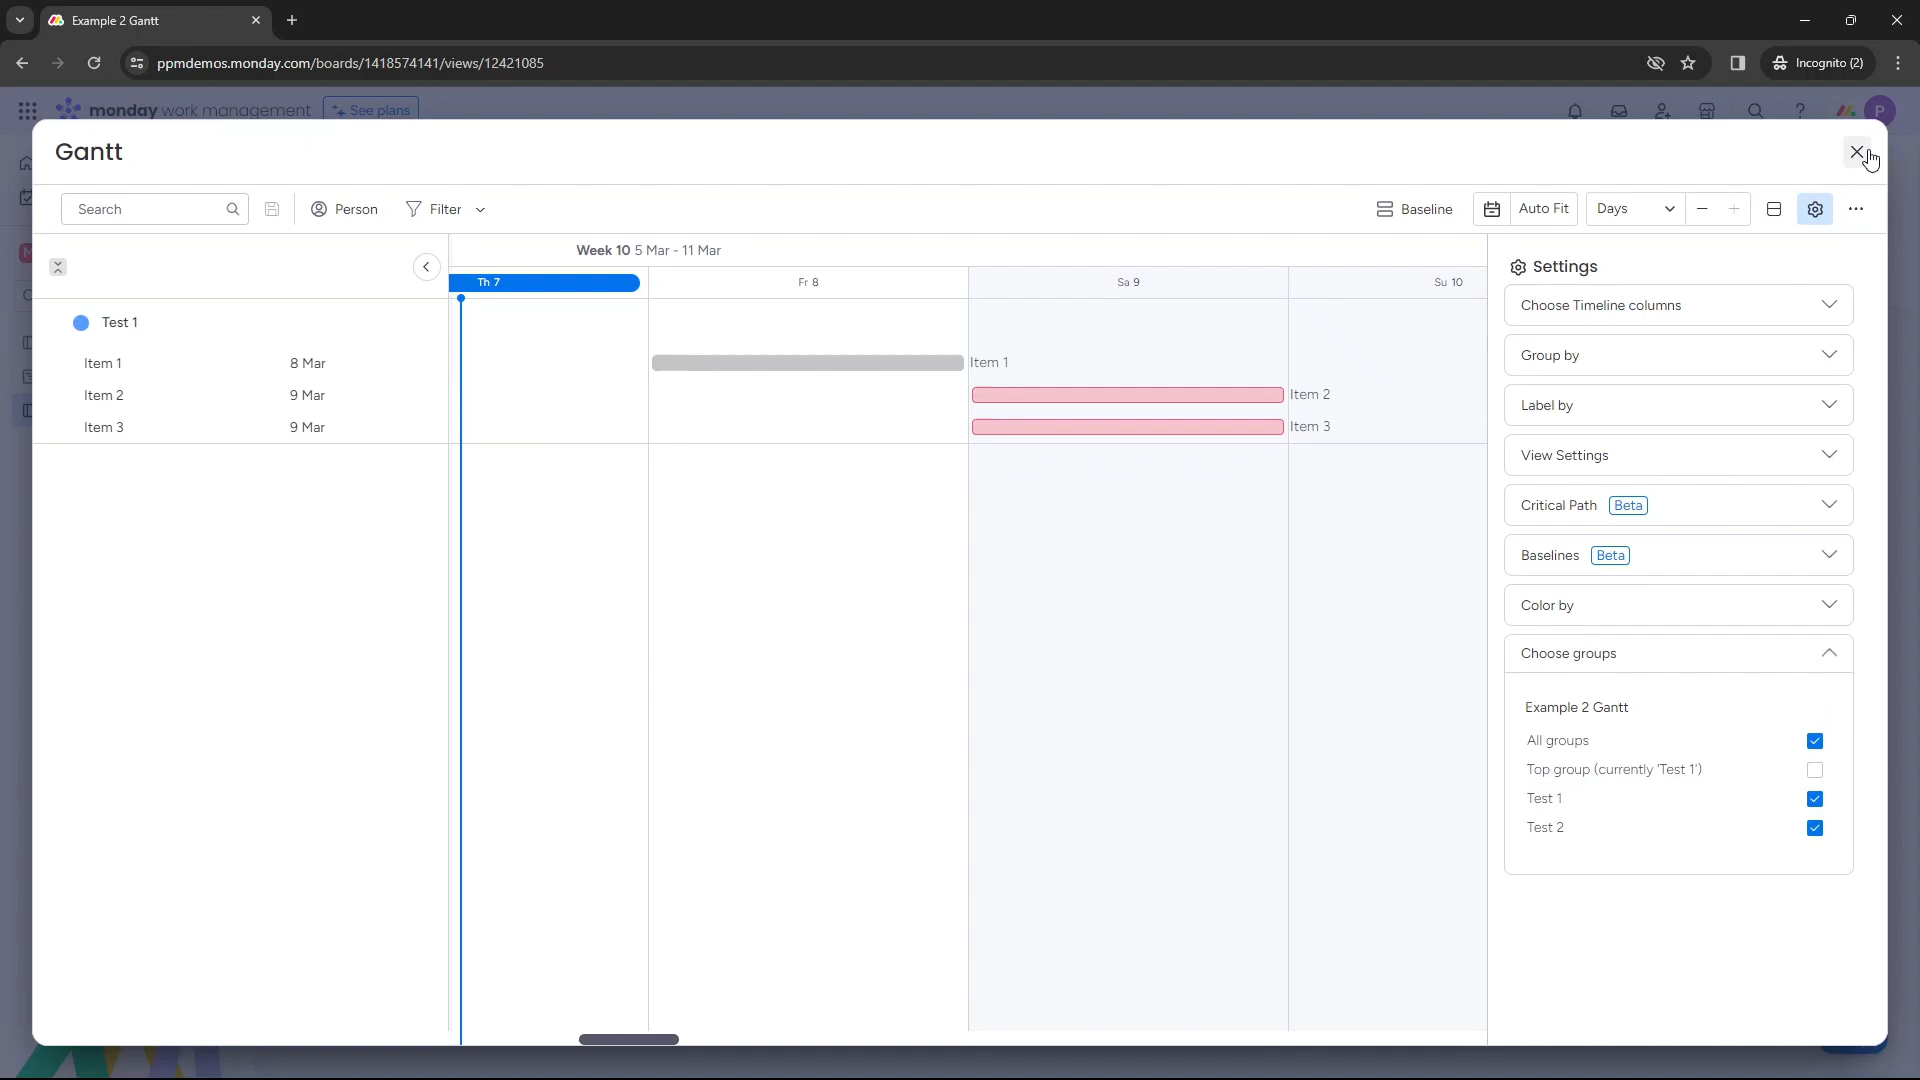 Example 2 Gantt
ppmdemos.monday.com/boards/1418574141/views/12421085
Incognito (2)
monday work management
See plans
P
Gantt
Search
Person
Filter
Baseline
Auto Fit
Days
Week 10 5 Mar - 11 Mar
Th 7
Fr 8
Sa 9
Su 10
Test 1
Item 1
8 Mar
Item 1
Item 2
9 Mar
Item 2
Item 3
9 Mar
Item 3
Settings
Choose Timeline columns
Group by
Label by
View Settings
Critical Path Beta
Baselines Beta
Color by
Choose groups
Example 2 Gantt
All groups
Top group (currently 'Test 1')
Test 1
Test 2